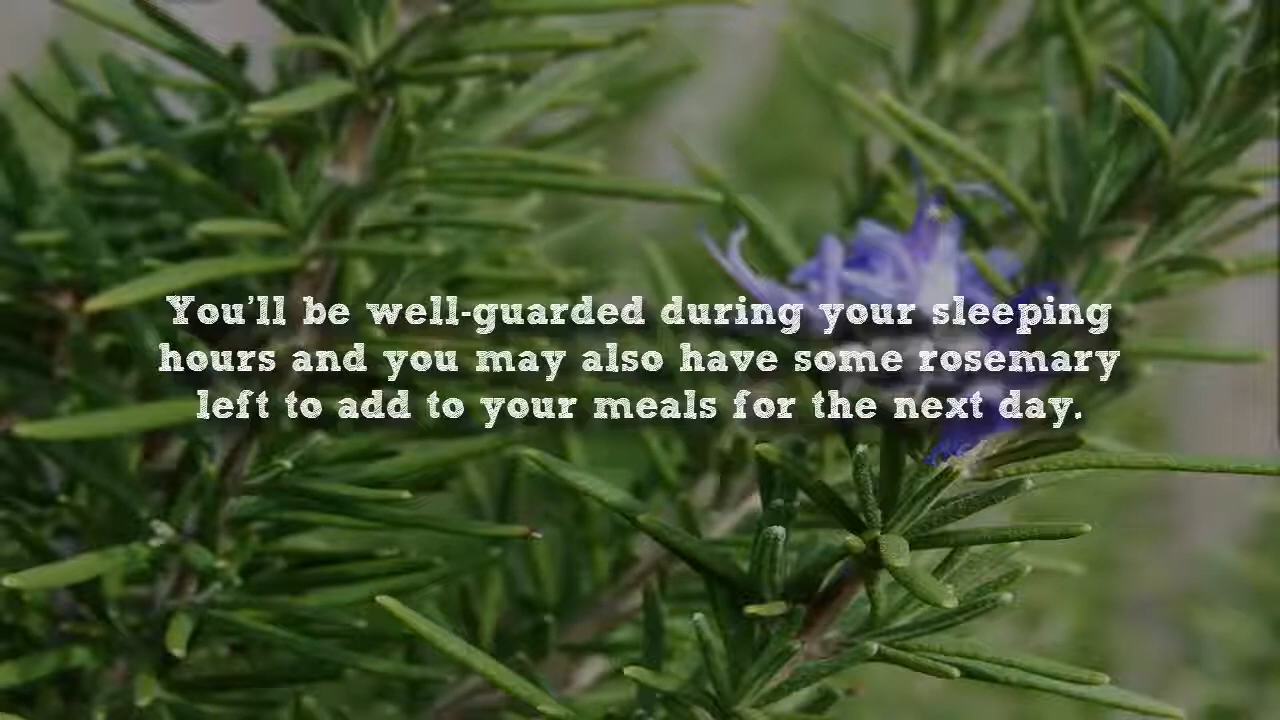 You'll be well-guarded during your sleeping
hours and you may also have some rosemary
left to add to your meals for the next day.